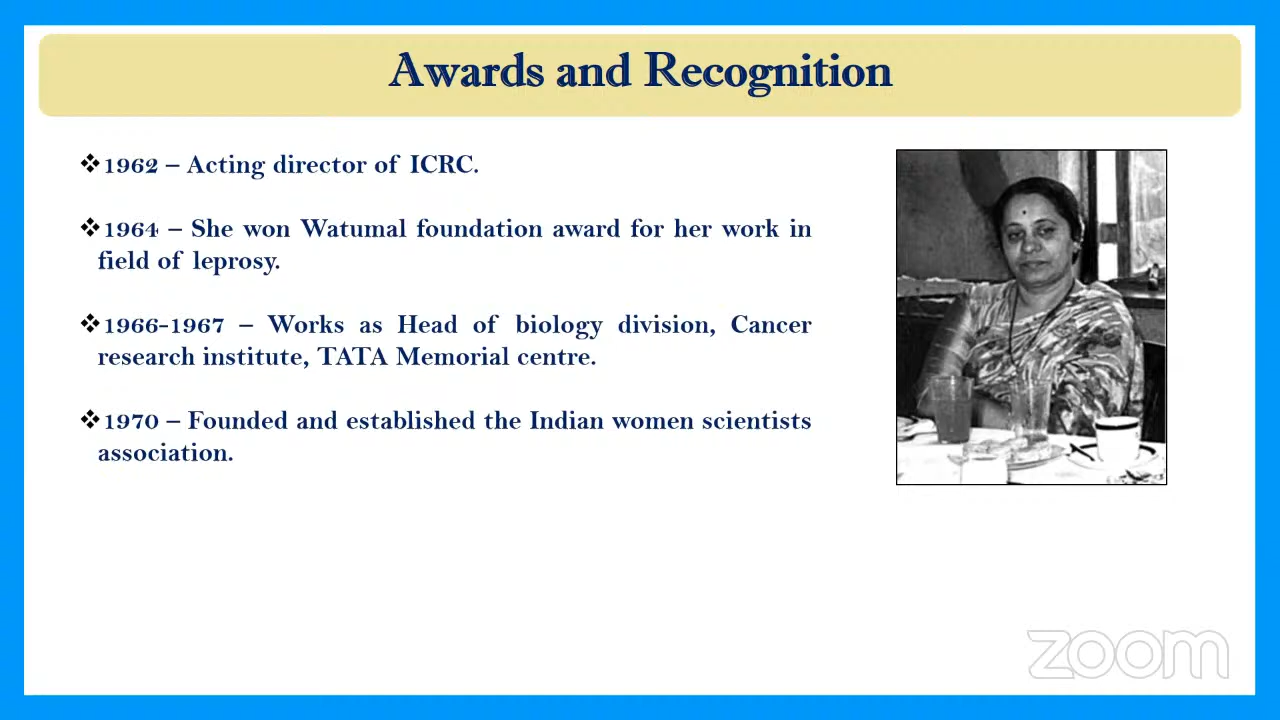 Awards and Recognition
❖1962 – Acting director of ICRC.
❖1964 – She won Watumal foundation award for her work in
field of leprosy.
❖1966-1967 – Works as Head of biology division, Cancer
research institute, TATA Memorial centre.
❖1970 – Founded and established the Indian women scientists
association.
zoom